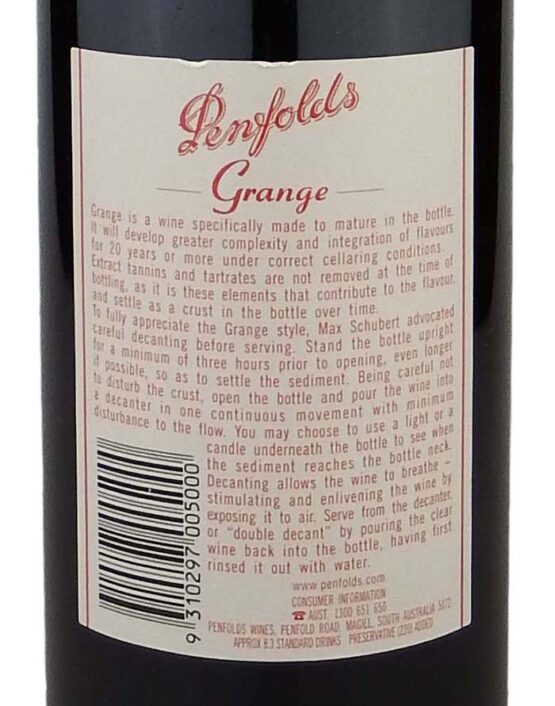 Penfolds
Grange
Grange is a wine specifically made to mature in the bottle.
It will develop greater complexity and integration of flavours
for 20 years or more under correct cellaring conditions.
Extract tannins and tartrates are not removed at the time of
bottling, as it is these elements that contribute to the flavour,
and settle as a crust in the bottle over time.
To fully appreciate the Grange style, Max Schubert advocated
careful decanting before serving. Stand the bottle upright
for a minimum of three hours prior to opening, even longer
if possible, so as to settle the sediment. Being careful not
to disturb the crust, open the bottle and pour the wine into
a decanter in one continuous movement with minimum
disturbance to the flow. You may choose to use a light or a
candle underneath the bottle to see when
the sediment reaches the bottle neck.
Decanting allows the wine to breathe –
stimulating and enlivening the wine by
exposing it to air. Serve from the decanter,
or "double decant" by pouring the clear
wine back into the bottle, having first
rinsed it out with water.
www.penfolds.com
CONSUMER INFORMATION
☎AUST. 1300 651 650
PENFOLDS WINES, PENFOLD ROAD, MAGILL, SOUTH AUSTRALIA 5072
APPROX 8.3 STANDARD DRINKS PRESERVATIVE (220) ADDED
9 310297 005000